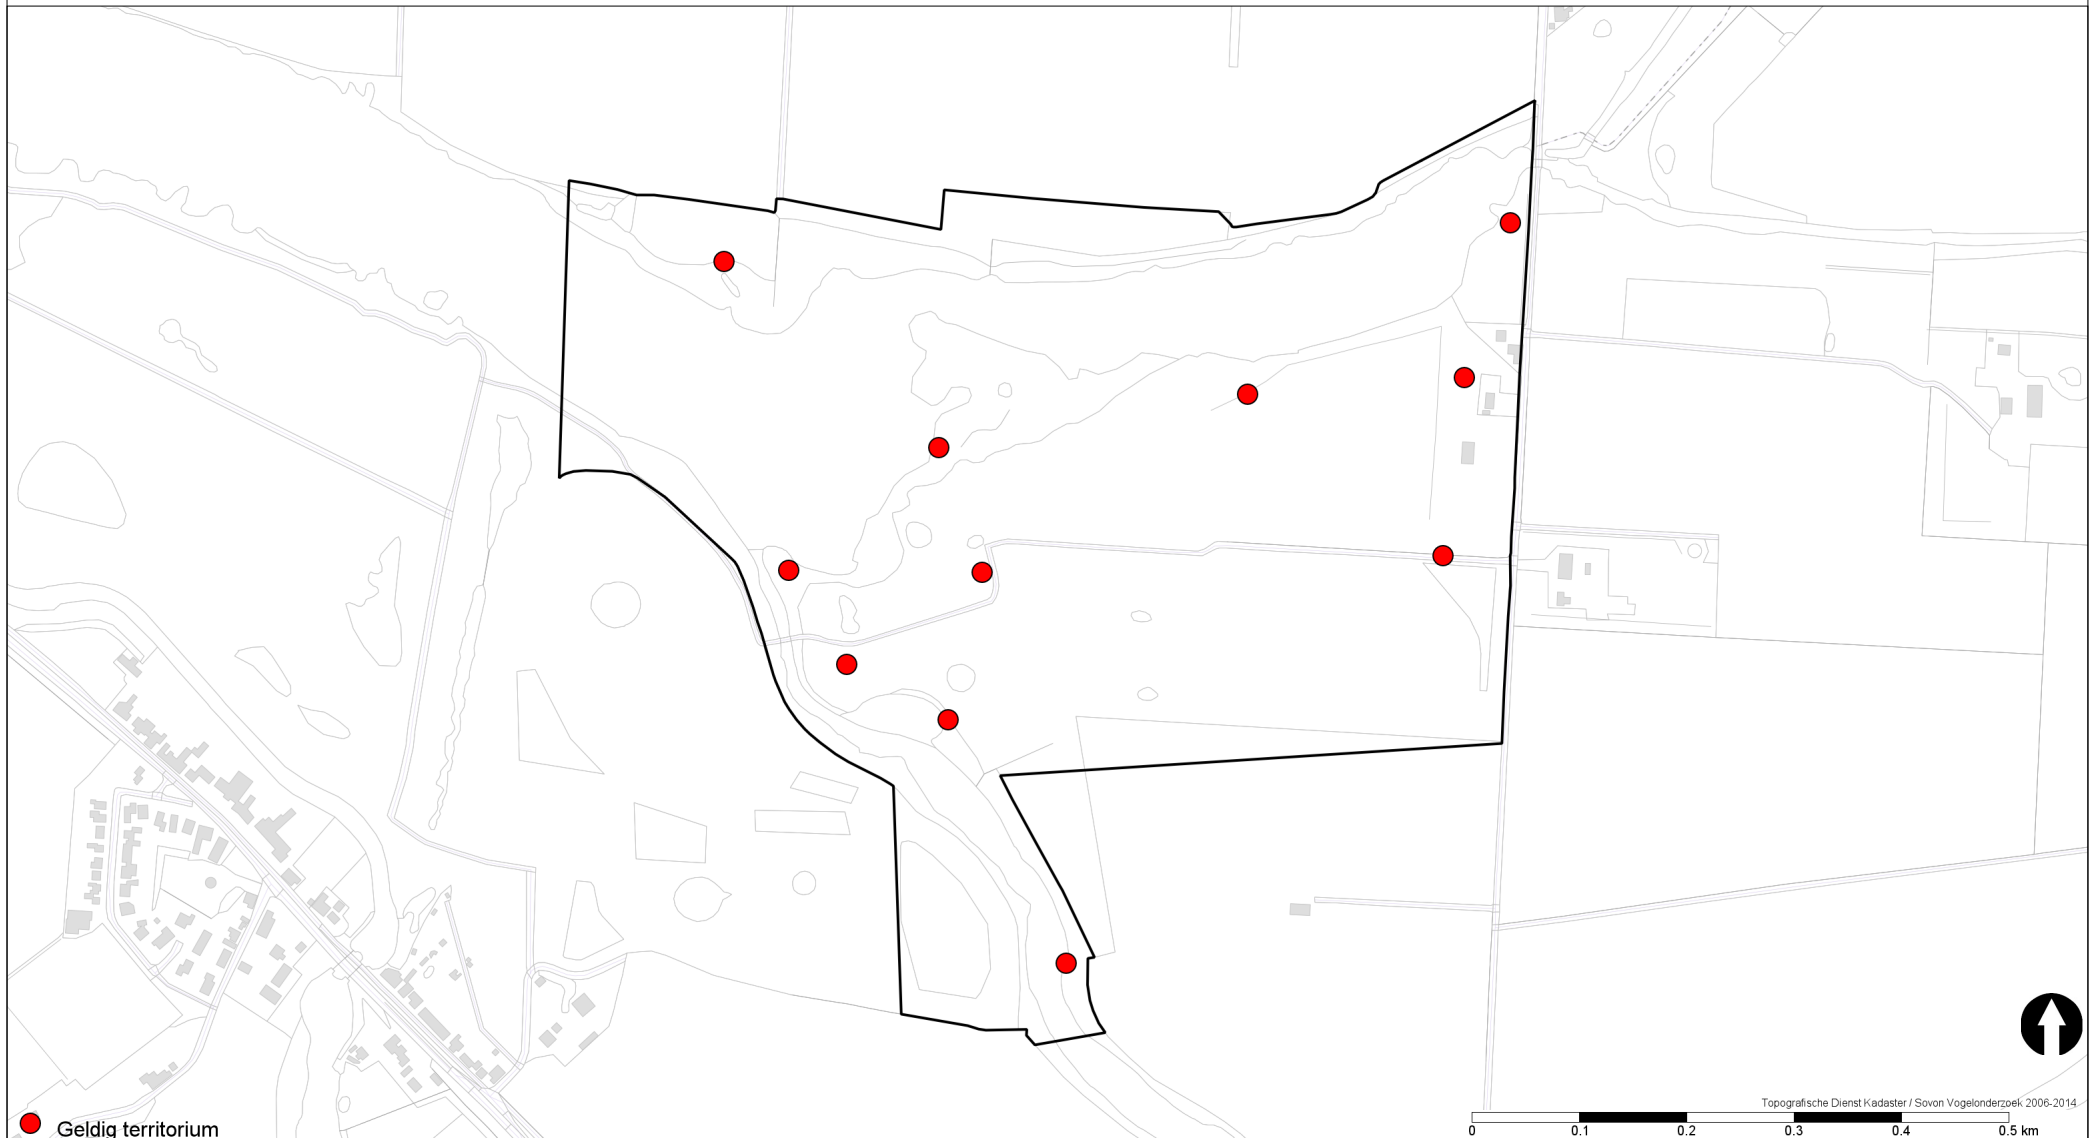 Topografische Dienst Kadaster / Sovon Vogelonderzoek 2006-2014
0 0.1 0.2 0.3 0.4 0.5 km
Geldig territorium